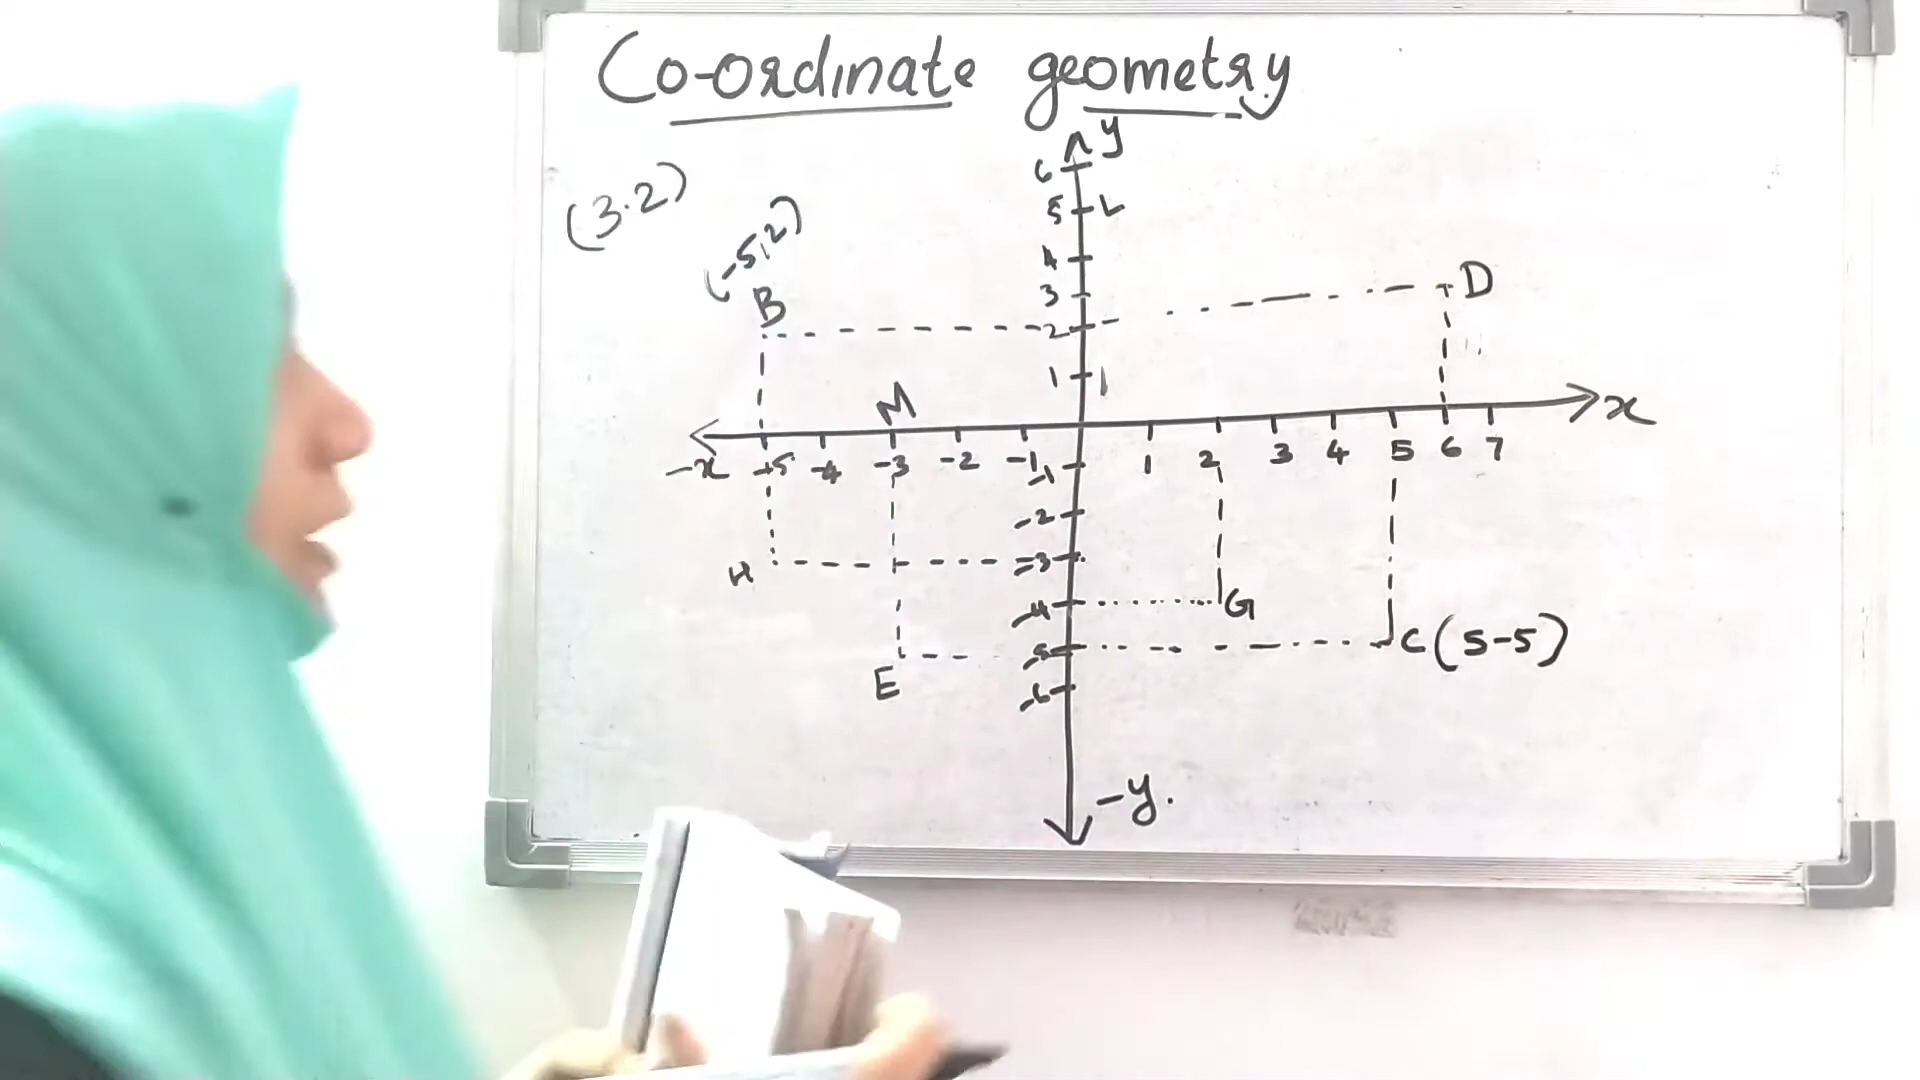 Co-ordinate geometry
y
6
(3.2)
5 L
(-5,2)
4
B
3
D
2
1
M
x
-x -5 -4 -3 -2 -1 1 2 3 4 5 6 7
-1
-2
H
-3
-4
G
-5
C (5-5)
E
-6
-y.